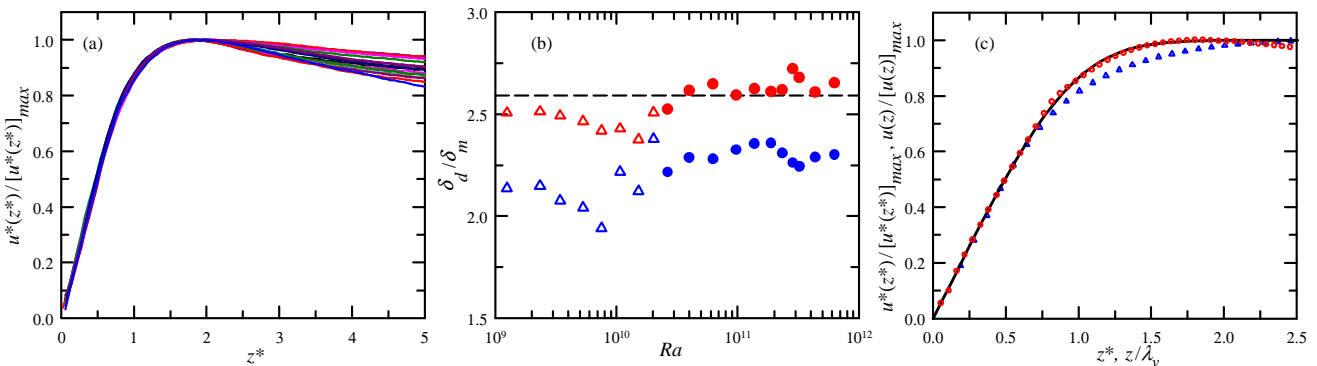 (a)
u*(z*)/[u*(z*)]max
1.0
0.8
0.6
0.4
0.2
0.0
0 1 2 3 4 5
z*
(b)
δd/δm
3.0
2.5
2.0
1.5
10^9 10^10 10^11 10^12
Ra
(c)
u*(z*)/[u*(z*)]max, u(z)/[u(z)]max
1.0
0.8
0.6
0.4
0.2
0.0
0.0 0.5 1.0 1.5 2.0 2.5
z*, z/λv